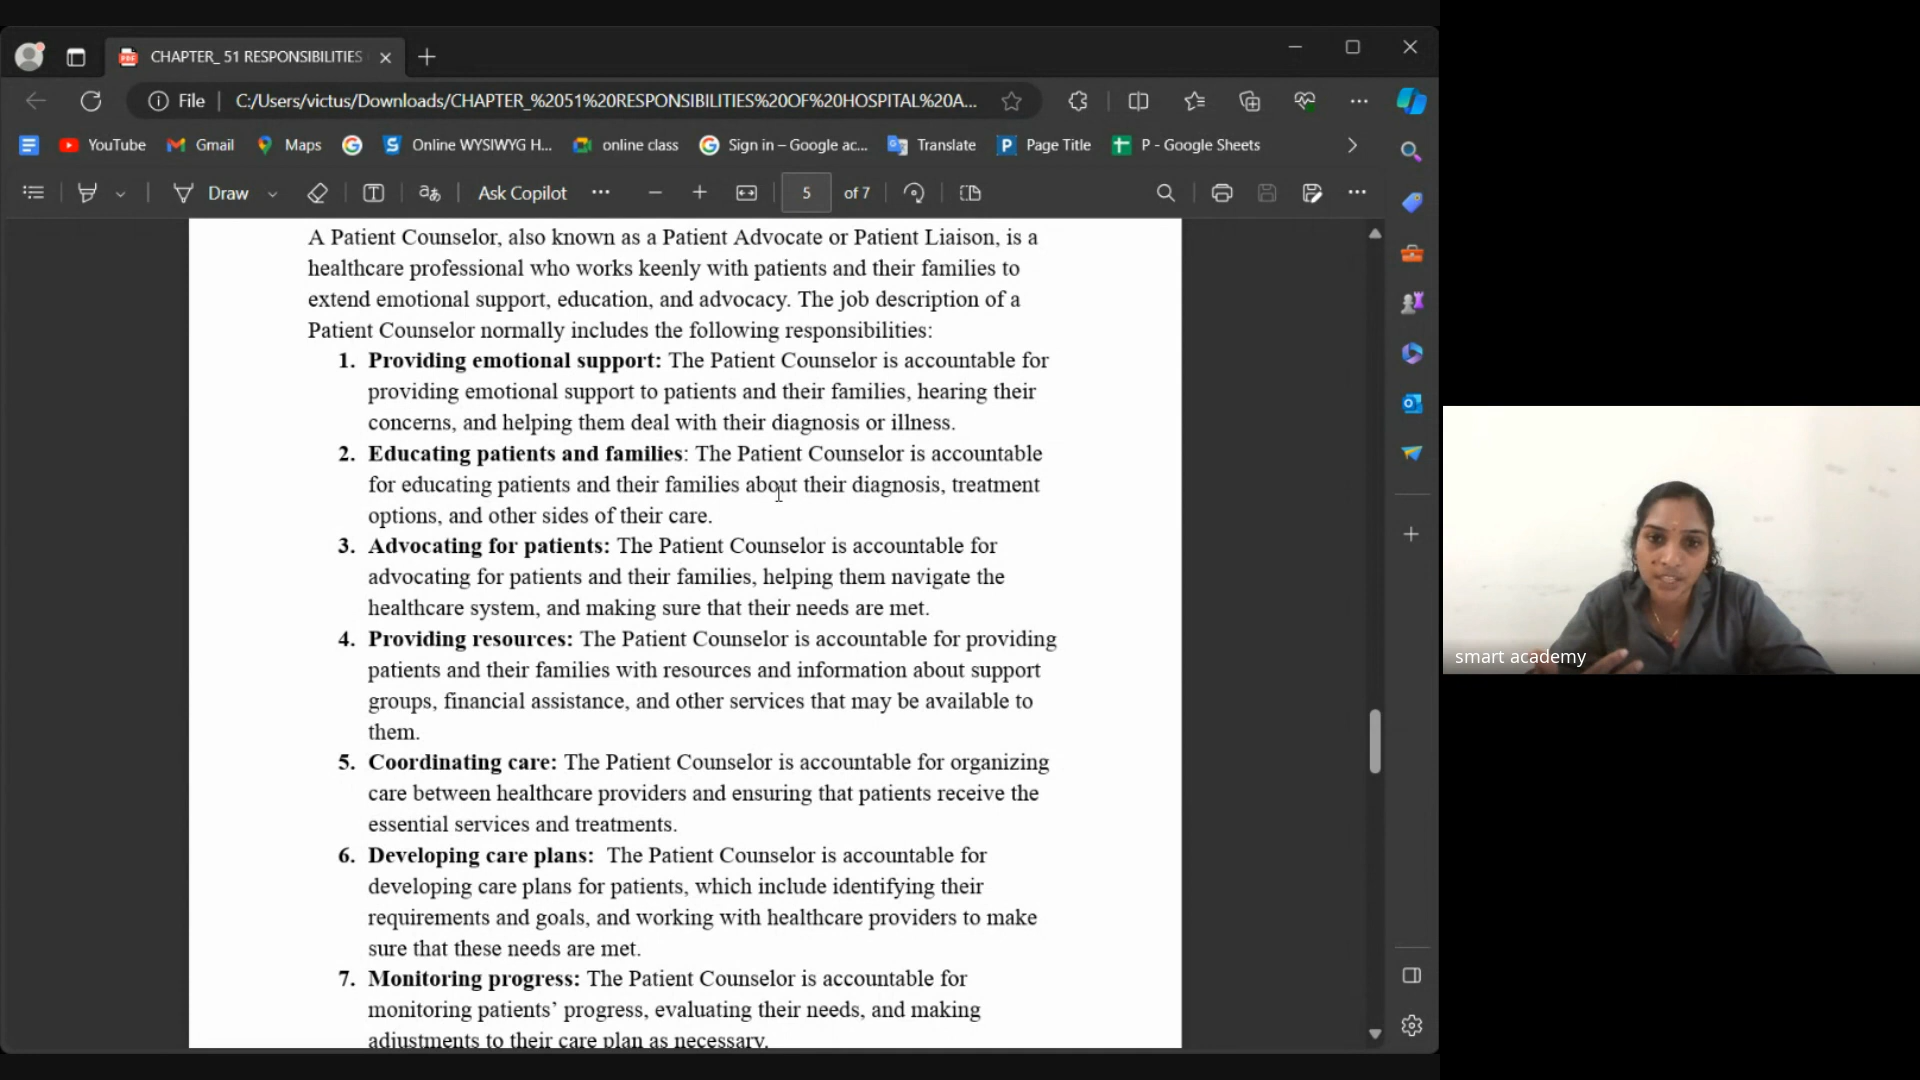 CHAPTER_ 51 RESPONSIBILITIES
File
C:/Users/victus/Downloads/CHAPTER_%2051%20RESPONSIBILITIES%20OF%20HOSPITAL%20A...
YouTube Gmail Maps Online WYSIWYG H... online class Sign in – Google ac... Translate Page Title P - Google Sheets
Draw Ask Copilot 5 of 7
A Patient Counselor, also known as a Patient Advocate or Patient Liaison, is a
healthcare professional who works keenly with patients and their families to
extend emotional support, education, and advocacy. The job description of a
Patient Counselor normally includes the following responsibilities:
1. Providing emotional support: The Patient Counselor is accountable for
providing emotional support to patients and their families, hearing their
concerns, and helping them deal with their diagnosis or illness.
2. Educating patients and families: The Patient Counselor is accountable
for educating patients and their families about their diagnosis, treatment
options, and other sides of their care.
3. Advocating for patients: The Patient Counselor is accountable for
advocating for patients and their families, helping them navigate the
healthcare system, and making sure that their needs are met.
4. Providing resources: The Patient Counselor is accountable for providing
patients and their families with resources and information about support
groups, financial assistance, and other services that may be available to
them.
5. Coordinating care: The Patient Counselor is accountable for organizing
care between healthcare providers and ensuring that patients receive the
essential services and treatments.
6. Developing care plans: The Patient Counselor is accountable for
developing care plans for patients, which include identifying their
requirements and goals, and working with healthcare providers to make
sure that these needs are met.
7. Monitoring progress: The Patient Counselor is accountable for
monitoring patients’ progress, evaluating their needs, and making
adjustments to their care plan as necessary.
smart academy